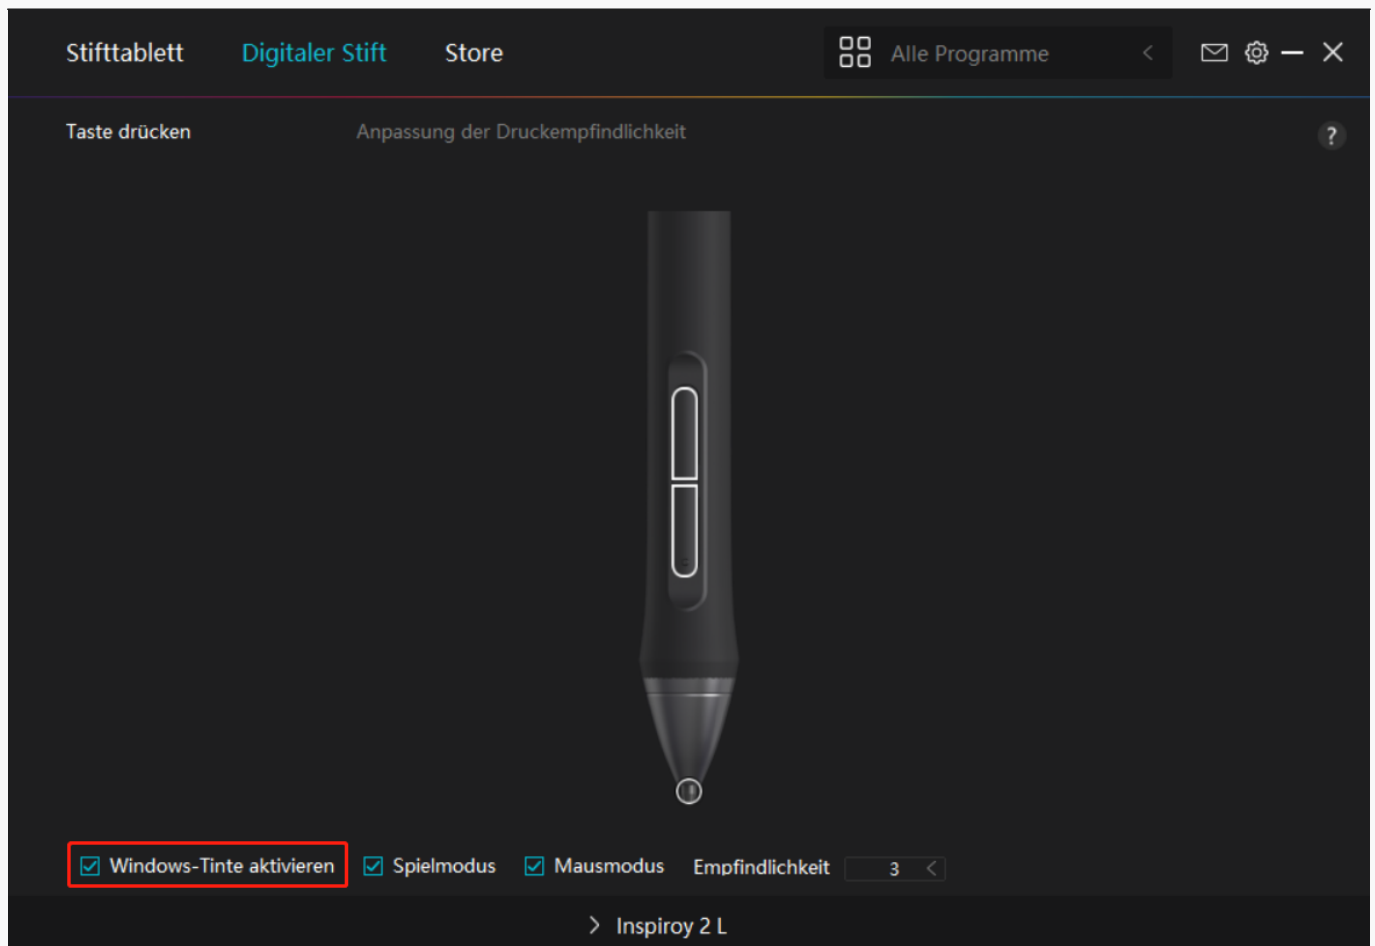 Stifttablett Digitaler Stift Store Alle Programme
Taste drücken Anpassung der Druckempfindlichkeit ?
Windows-Tinte aktivieren Spielmodus Mausmodus Empfindlichkeit 3
Inspiroy 2 L